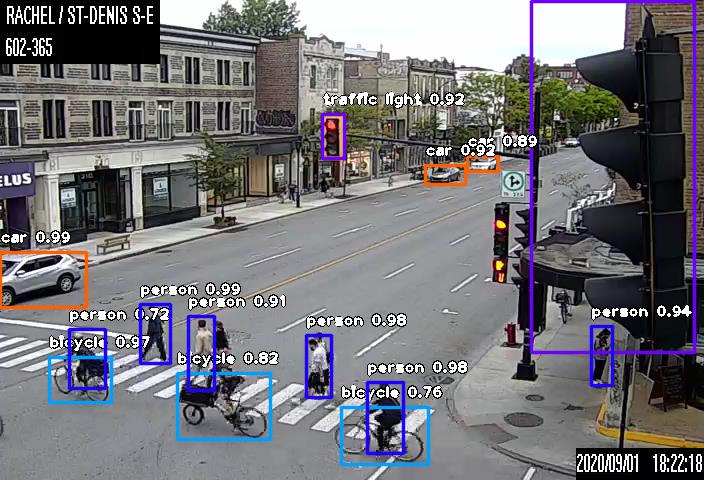 RACHEL / ST-DENIS S-E
602-365
traffic light 0.92
car 0.89
car 0.92
ELUS
car 0.99
person 0.99
person 0.91
person 0.72
person 0.98
person 0.94
bicycle 0.97
bicycle 0.82
person 0.98
bicycle 0.76
2020/09/01 18:22:18